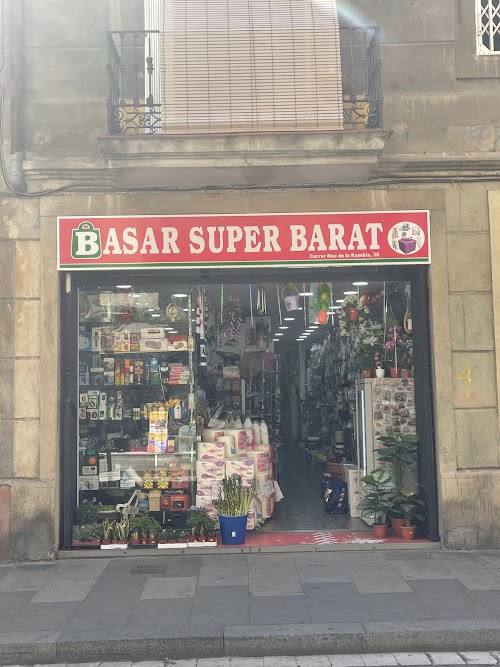 BASAR SUPER BARAT
Carrer Nou de la Rambla, 38